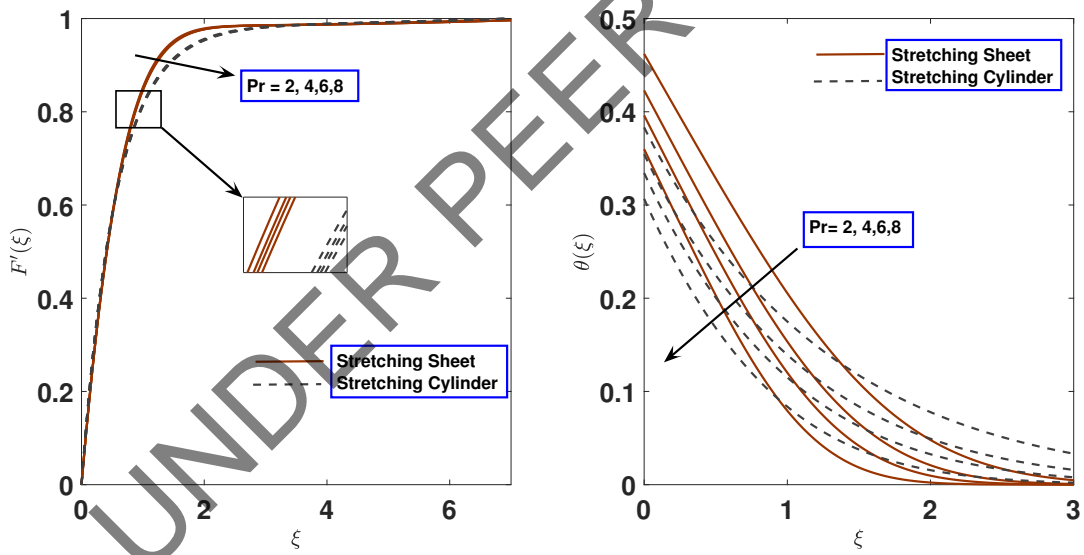 1
0.8
0.6
0.4
0.2
0
0
2
4
6
F′(ξ)
ξ
Pr = 2, 4,6,8
Stretching Sheet
Stretching Cylinder
0.5
0.4
0.3
0.2
0.1
0
0
1
2
3
θ(ξ)
ξ
Stretching Sheet
Stretching Cylinder
Pr= 2, 4,6,8
UNDER PEER